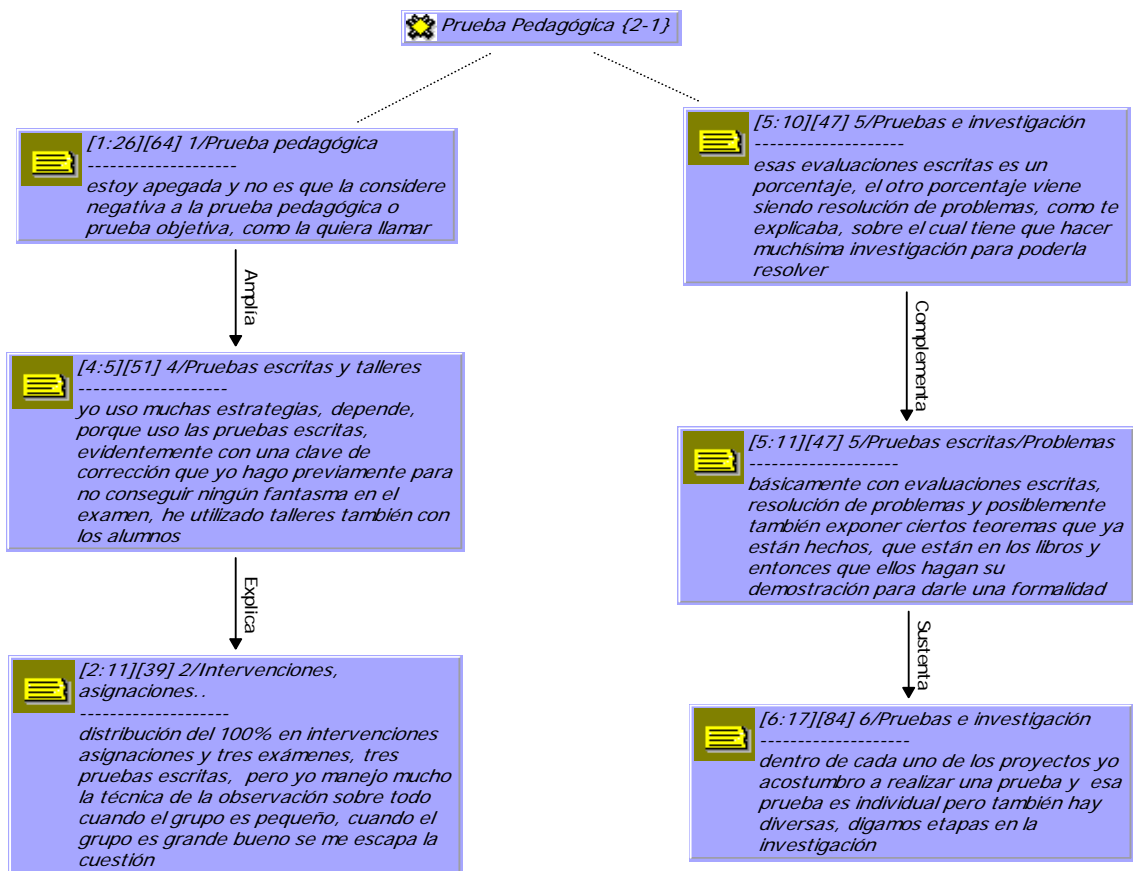 Prueba Pedagógica {2-1}
[1:26][64] 1/Prueba pedagógica
--------------------
estoy apegada y no es que la considere
negativa a la prueba pedagógica o
prueba objetiva, como la quiera llamar
Amplía
[4:5][51] 4/Pruebas escritas y talleres
--------------------
yo uso muchas estrategias, depende,
porque uso las pruebas escritas,
evidentemente con una clave de
corrección que yo hago previamente para
no conseguir ningún fantasma en el
examen, he utilizado talleres también con
los alumnos
Explica
[2:11][39] 2/Intervenciones,
asignaciones..
--------------------
distribución del 100% en intervenciones
asignaciones y tres exámenes, tres
pruebas escritas, pero yo manejo mucho
la técnica de la observación sobre todo
cuando el grupo es pequeño, cuando el
grupo es grande bueno se me escapa la
cuestión
[5:10][47] 5/Pruebas e investigación
--------------------
esas evaluaciones escritas es un
porcentaje, el otro porcentaje viene
siendo resolución de problemas, como te
explicaba, sobre el cual tiene que hacer
muchísima investigación para poderla
resolver
Complementa
[5:11][47] 5/Pruebas escritas/Problemas
--------------------
básicamente con evaluaciones escritas,
resolución de problemas y posiblemente
también exponer ciertos teoremas que ya
están hechos, que están en los libros y
entonces que ellos hagan su
demostración para darle una formalidad
Sustenta
[6:17][84] 6/Pruebas e investigación
--------------------
dentro de cada uno de los proyectos yo
acostumbro a realizar una prueba y esa
prueba es individual pero también hay
diversas, digamos etapas en la
investigación